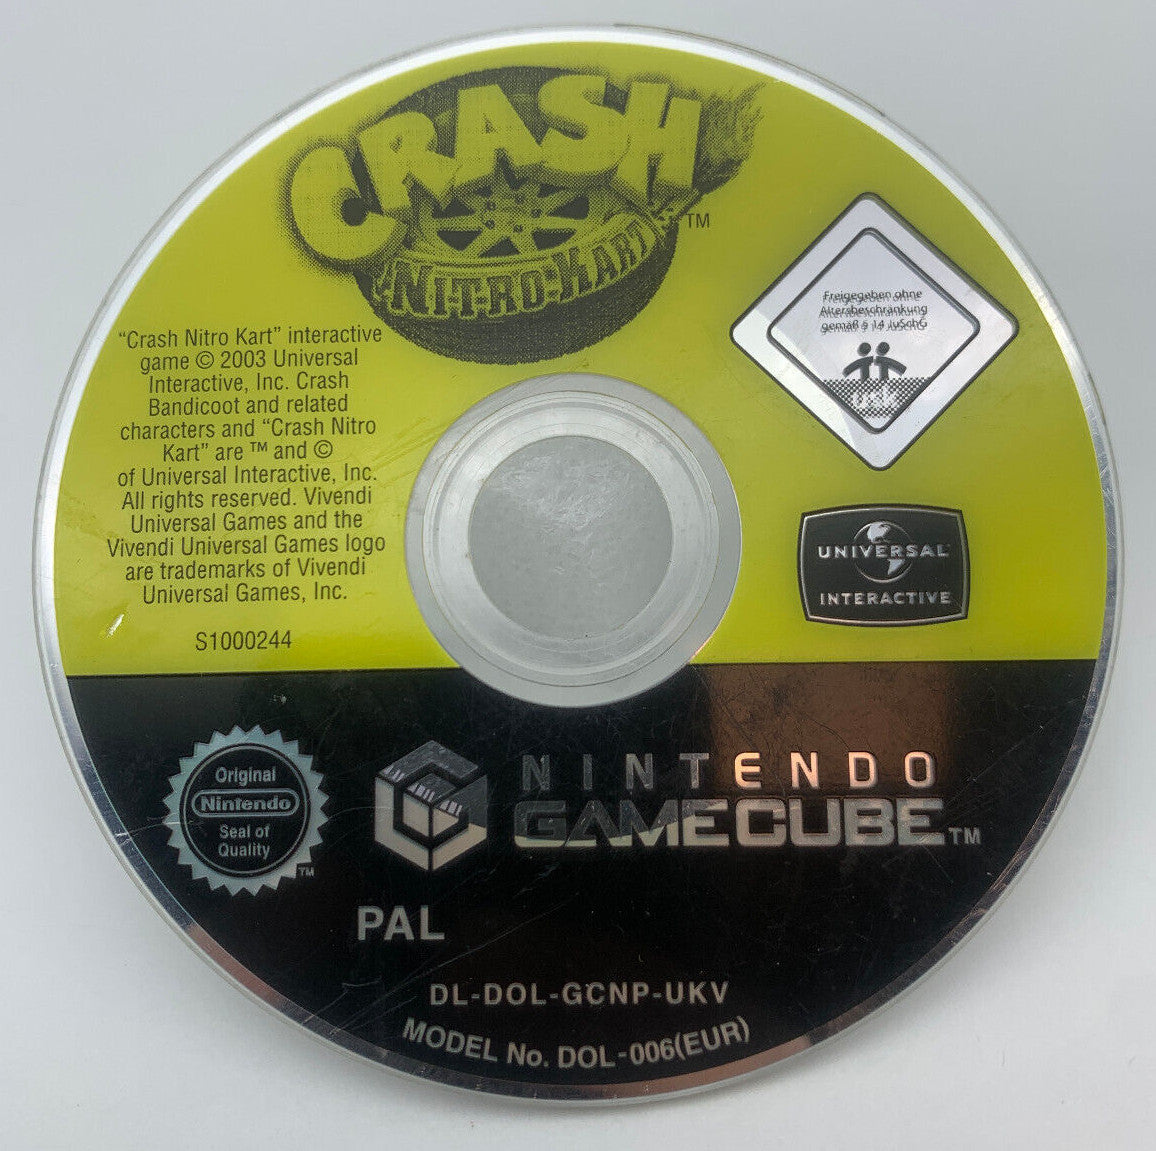 CRASH
NITRO KART TM
"Crash Nitro Kart" interactive
game © 2003 Universal
Interactive, Inc. Crash
Bandicoot and related
characters and "Crash Nitro
Kart" are ™ and ©
of Universal Interactive, Inc.
All rights reserved. Vivendi
Universal Games and the
Vivendi Universal Games logo
are trademarks of Vivendi
Universal Games, Inc.
S1000244
Freigegeben ohne
Altersbeschränkung
gemäß § 14 JuSchG
USK
UNIVERSAL
INTERACTIVE
Original
Nintendo
Seal of
Quality
TM
NINTENDO
GAMECUBE TM
PAL
DL-DOL-GCNP-UKV
MODEL No. DOL-006(EUR)